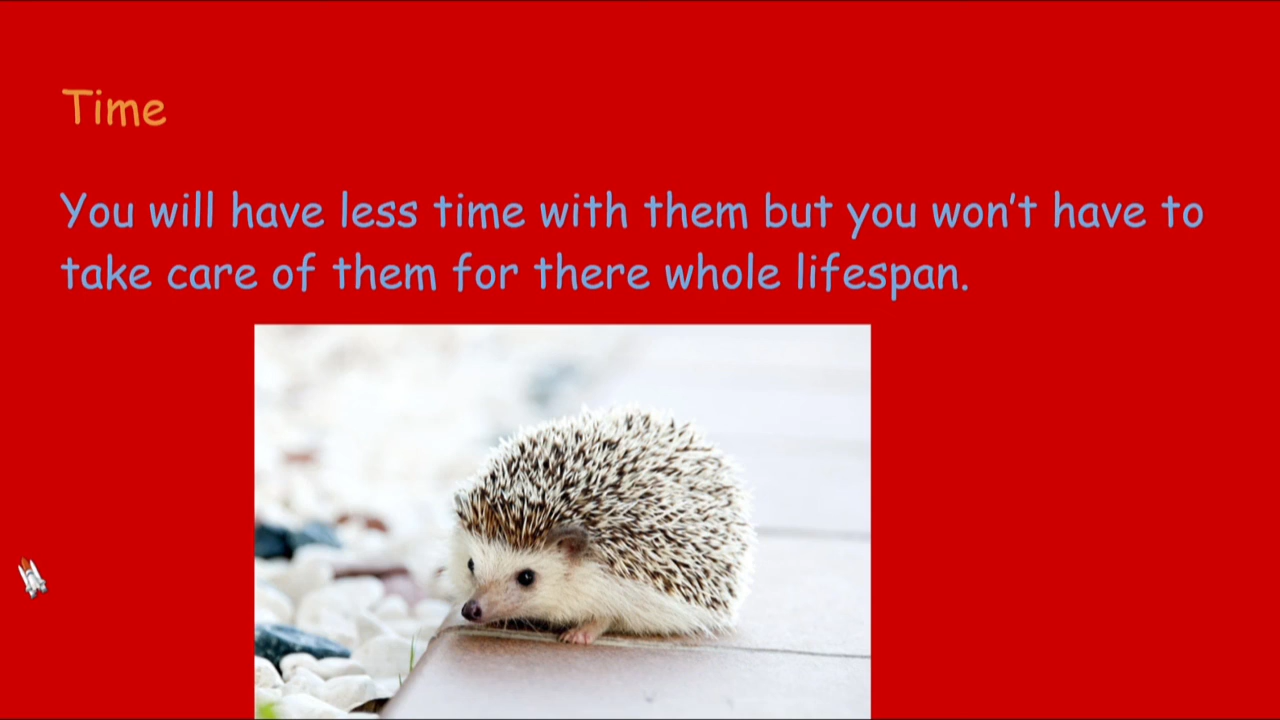 Time
You will have less time with them but you won't have to
take care of them for there whole lifespan.